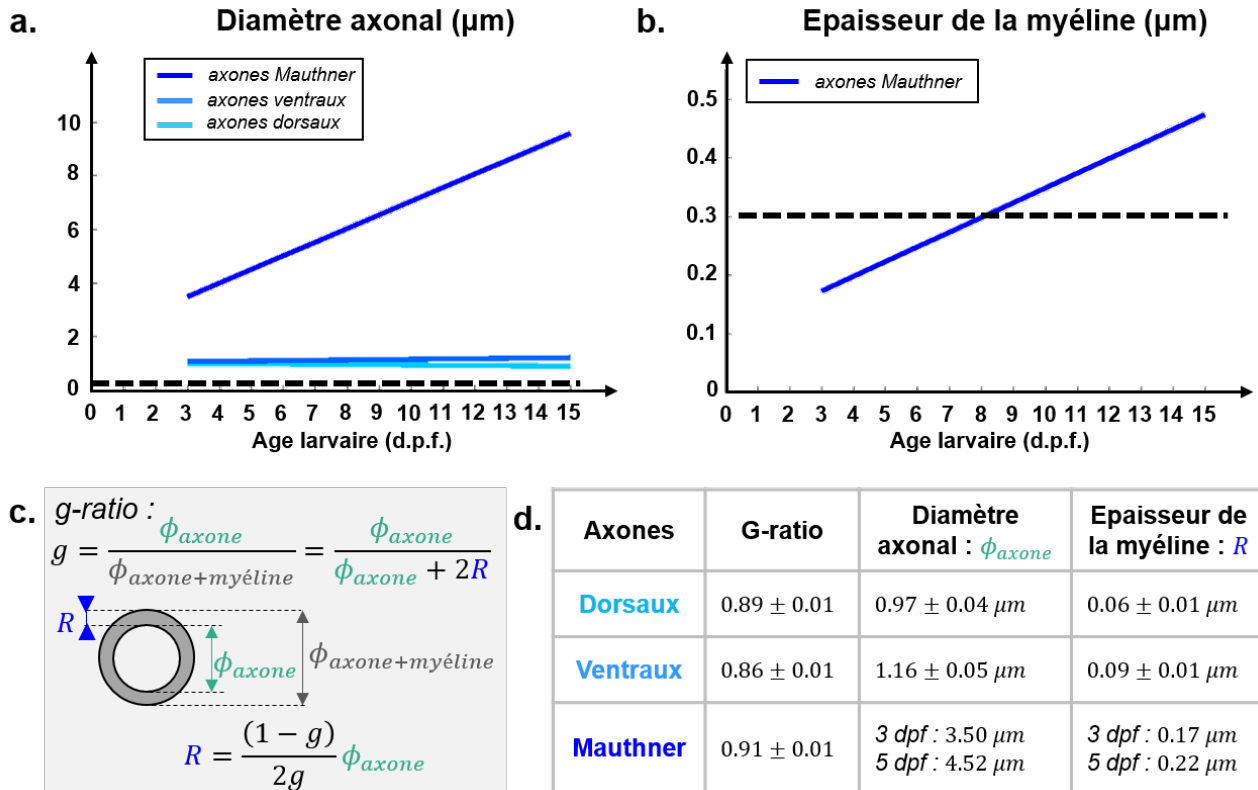 a. Diamètre axonal (µm)
axones Mauthner
axones ventraux
axones dorsaux
10
8
6
4
2
0
0 1 2 3 4 5 6 7 8 9 10 11 12 13 14 15
Age larvaire (d.p.f.)
b. Epaisseur de la myéline (µm)
axones Mauthner
0.5
0.4
0.3
0.2
0.1
0
0 1 2 3 4 5 6 7 8 9 10 11 12 13 14 15
Age larvaire (d.p.f.)
c. g-ratio :
g = ϕaxone / ϕaxone+myéline = ϕaxone / ϕaxone + 2R
R
ϕaxone
ϕaxone+myéline
R = (1 − g) / 2g ϕaxone
d.
Axones G-ratio Diamètre axonal : ϕaxone Epaisseur de la myéline : R
Dorsaux 0.89 ± 0.01 0.97 ± 0.04 µm 0.06 ± 0.01 µm
Ventraux 0.86 ± 0.01 1.16 ± 0.05 µm 0.09 ± 0.01 µm
Mauthner 0.91 ± 0.01 3 dpf : 3.50 µm 3 dpf : 0.17 µm
5 dpf : 4.52 µm 5 dpf : 0.22 µm